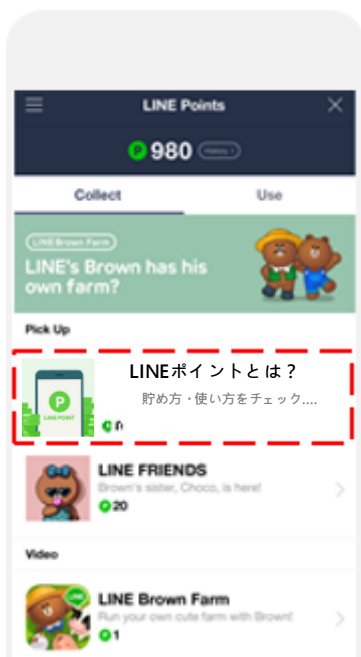 LINE Points
980
Collect
Use
LINE Brown Farm
LINE's Brown has his
own farm?
Pick Up
LINEポイントとは？
貯め方・使い方をチェック....
LINE POINT
LINE FRIENDS
Brown's sister, Choco, is here!
20
Video
LINE Brown Farm
Run your own cute farm with Brown!
1